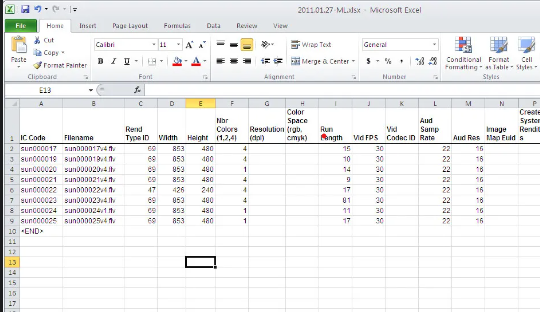 2011.01.27-ML.xlsx - Microsoft Excel
File Home Insert Page Layout Formulas Data Review View
Cut
Copy
Format Painter
Paste
Calibri 11 A A
B I U
Wrap Text
Merge & Center
General
$ % ,
Conditional Formatting Format as Table Cell Styles
Clipboard Font Alignment Number Styles
E13 fx
A B C D E F G H I J K L M N
1 IC Code Filename Rend Type ID Width Height Nbr Colors (1,2,4) Resolution (dpi) Color Space (rgb, cmyk) Run Length Vid FPS Vid Codec ID Aud Samp Rate Aud Res Image Map Euid
2 sun000017 sun000017v4.flv 69 853 480 4 15 30 22 16
3 sun000019 sun000019v4.flv 69 853 480 4 10 30 22 16
4 sun000020 sun000020v4.flv 69 853 480 1 14 30 22 16
5 sun000021 sun000021v4.flv 69 853 480 4 9 30 22 16
6 sun000022 sun000022v4.flv 47 426 240 4 17 30 22 16
7 sun000023 sun000023v4.flv 69 853 480 4 81 30 22 16
8 sun000024 sun000024v1.flv 69 853 480 1 11 30 22 16
9 sun000025 sun000025v4.flv 69 853 480 1 17 30 22 16
10 <END>
11
12
13
14
15
16
17